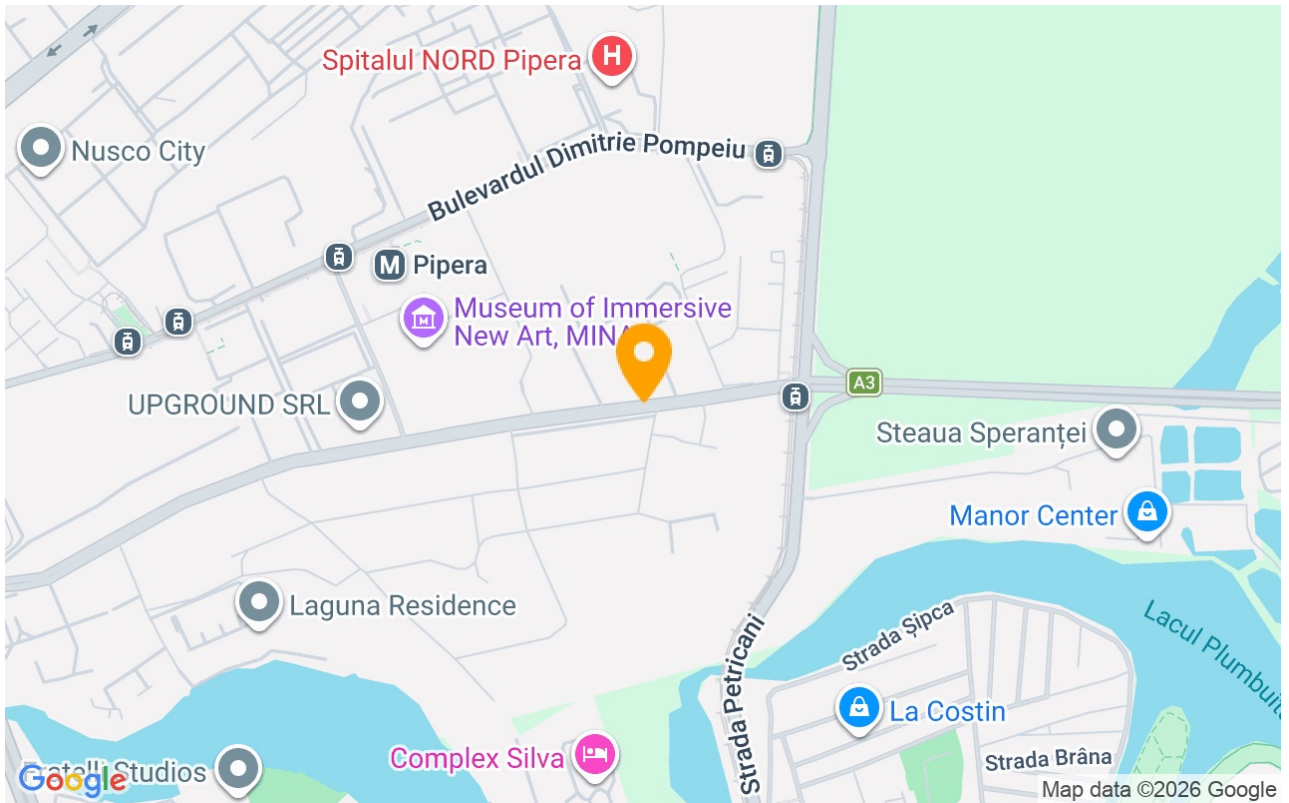 Spitalul NORD Pipera
H
Nusco City
Bulevardul Dimitrie Pompeiu
M Pipera
Museum of Immersive
New Art, MINA
UPGROUND SRL
A3
Steaua Speranței
Manor Center
Laguna Residence
Strada Șipca
Lacul Plumbuita
Strada Petricani
La Costin
Complex Silva
Strada Brâna
Fratelli Studios
Google
Map data ©2026 Google